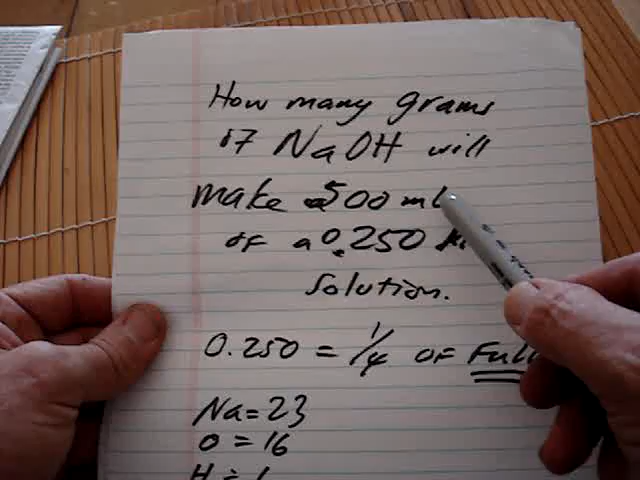 How many grams
of NaOH will
make 500 ml
of a 0.250
Solution.
0.250 = 1/4 of Full
Na = 23
O = 16
H = 1